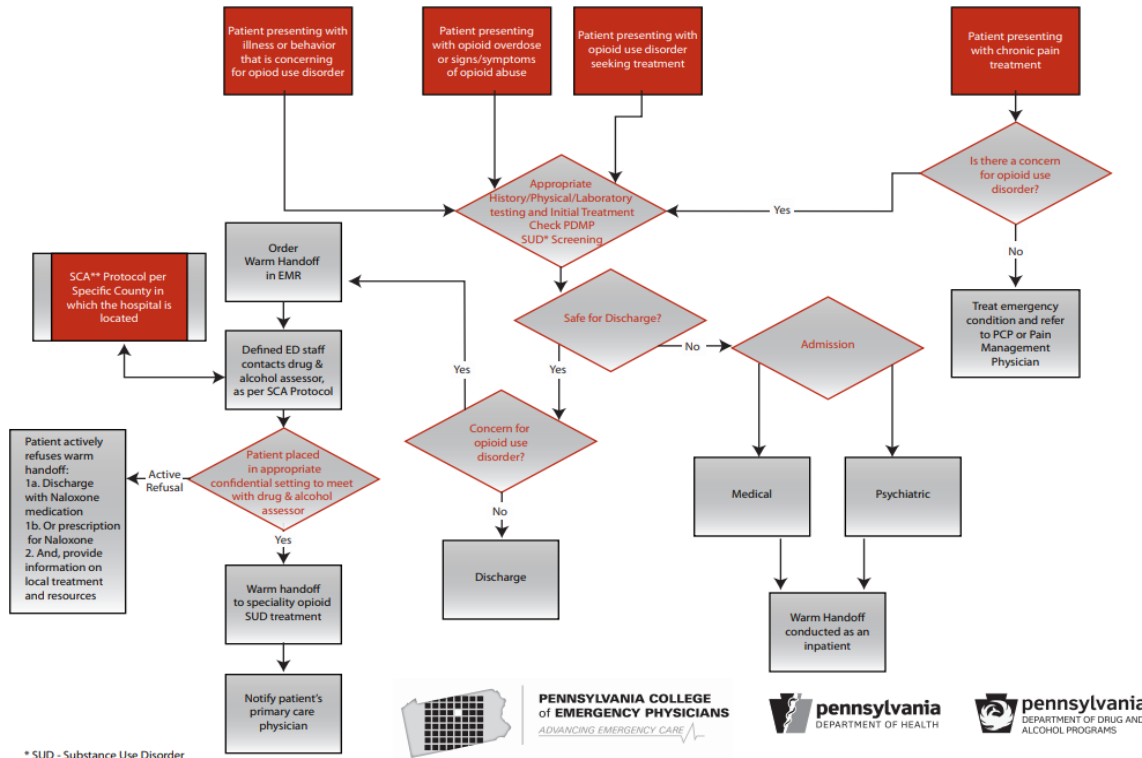 Patient presenting with
illness or behavior
that is concerning
for opiod use disorder
Patient presenting
with opioid overdose
or signs/symptoms
of opioid abuse
Patient presenting with
opioid use disorder
seeking treatment
Patient presenting
with chronic pain
treatment
Is there a concern
for opioid use
disorder?
Yes
No
Treat emergency
condition and refer
to PCP or Pain
Management
Physician
Appropriate
History/Physical/Laboratory
testing and Initial Treatment
Check PDMP
SUD* Screening
Safe for Discharge?
No
Admission
Yes
Medical
Psychiatric
Warm Handoff
conducted as an
inpatient
Concern for
opioid use
disorder?
Yes
No
Discharge
Order
Warm Handoff
in EMR
SCA** Protocol per
Specific County in
which the hospital is
located
Defined ED staff
contacts drug &
alcohol assessor,
as per SCA Protocol
Patient placed
in appropriate
confidential setting to meet
with drug & alcohol
assessor
Active
Refusal
Patient actively
refuses warm
handoff:
1a. Discharge
with Naloxone
medication
1b. Or prescription
for Naloxone
2. And, provide
information on
local treatment
and resources
Yes
Warm handoff
to speciality opioid
SUD treatment
Notify patient's
primary care
physician
PENNSYLVANIA COLLEGE
of EMERGENCY PHYSICIANS
ADVANCING EMERGENCY CARE
pennsylvania
DEPARTMENT OF HEALTH
pennsylvania
DEPARTMENT OF DRUG AND
ALCOHOL PROGRAMS
* SUD - Substance Use Disorder